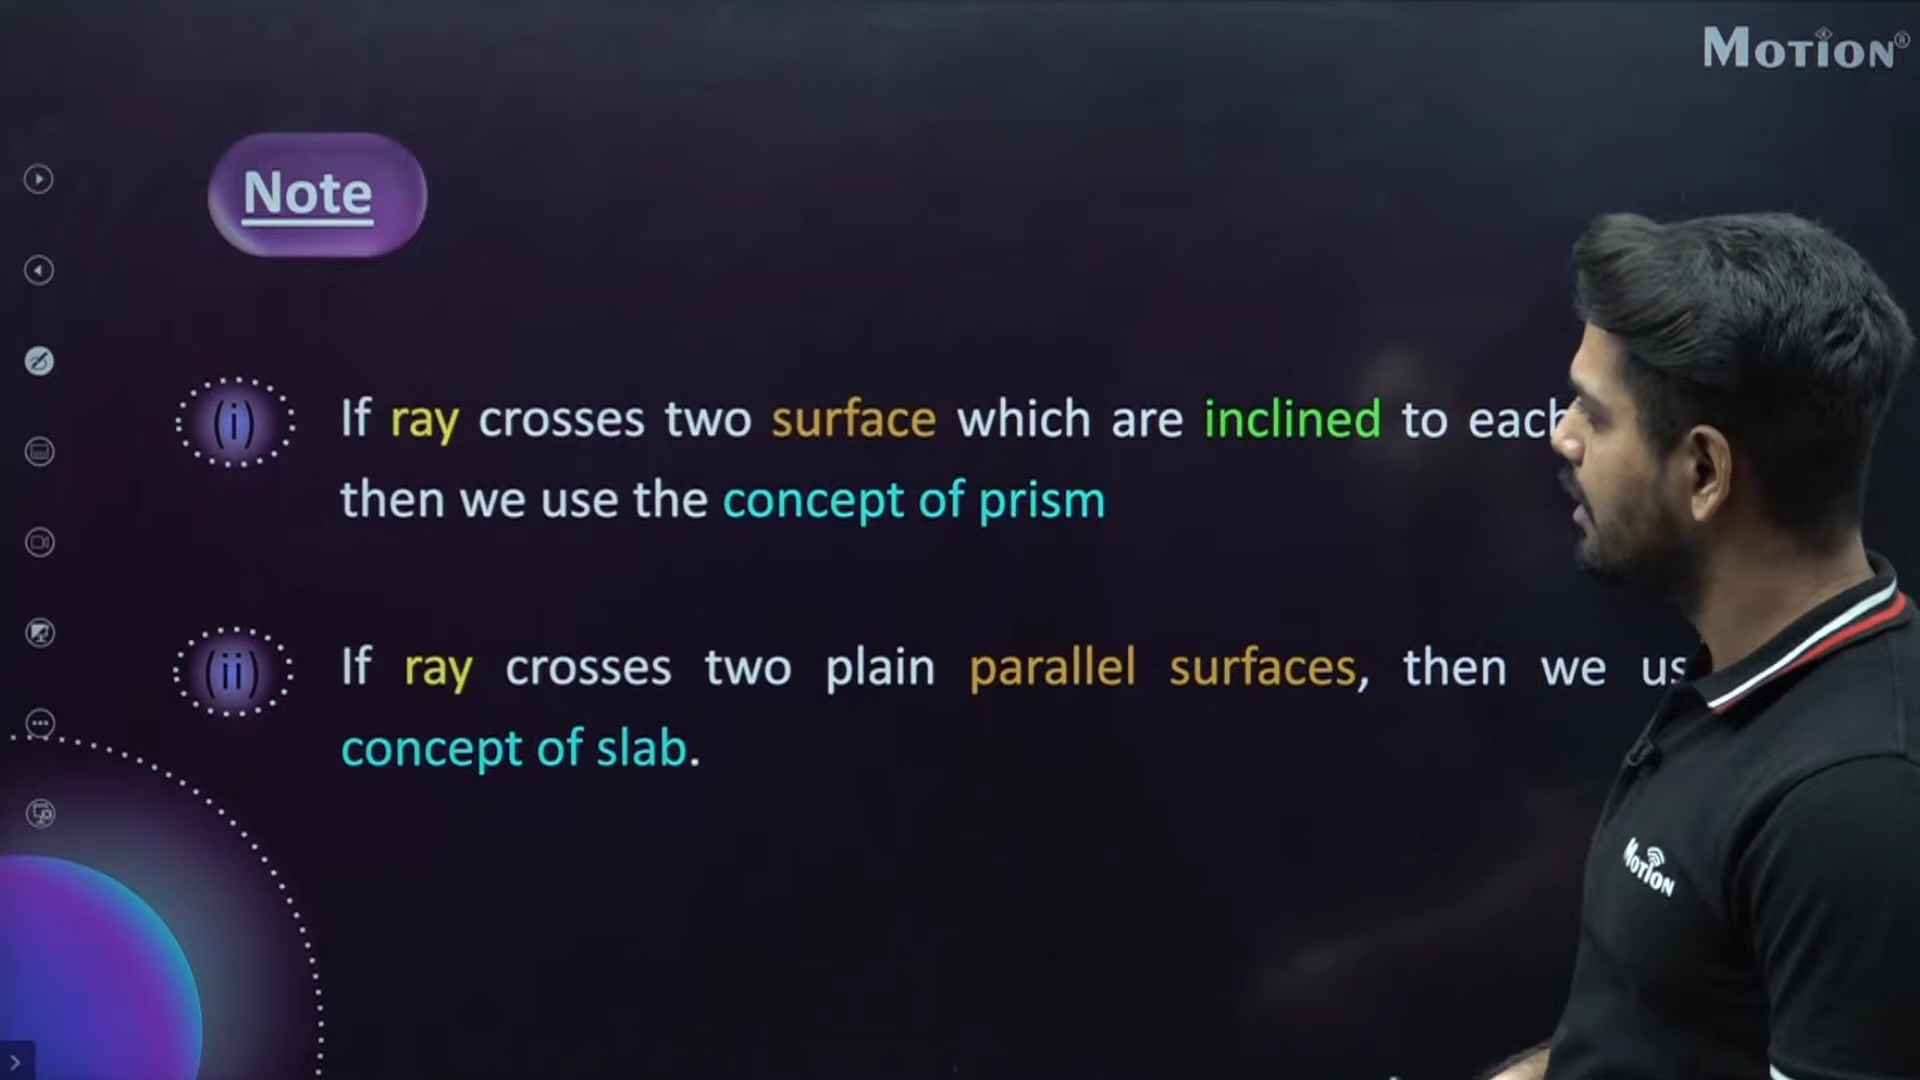 MOTION®
Note
(i) If ray crosses two surface which are inclined to each
then we use the concept of prism
(ii) If ray crosses two plain parallel surfaces, then we us
concept of slab.
MOTION